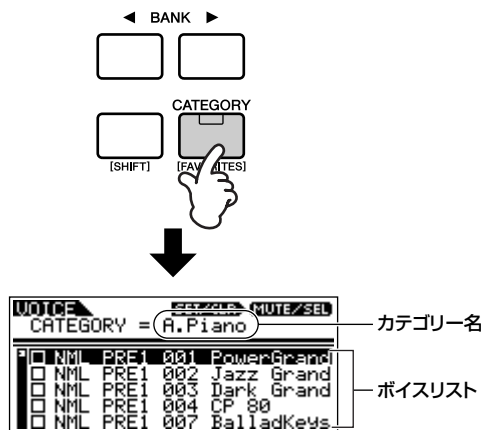 ◀ BANK ▶
CATEGORY
[SHIFT] [FAVORITES]
VOICE SET/CLR MUTE/SEL
CATEGORY = A.Piano
カテゴリー名
□ NML PRE1 001 PowerGrand
□ NML PRE1 002 Jazz Grand
□ NML PRE1 003 Dark Grand
ボイスリスト
□ NML PRE1 004 CP 80
□ NML PRE1 007 BalladKeys